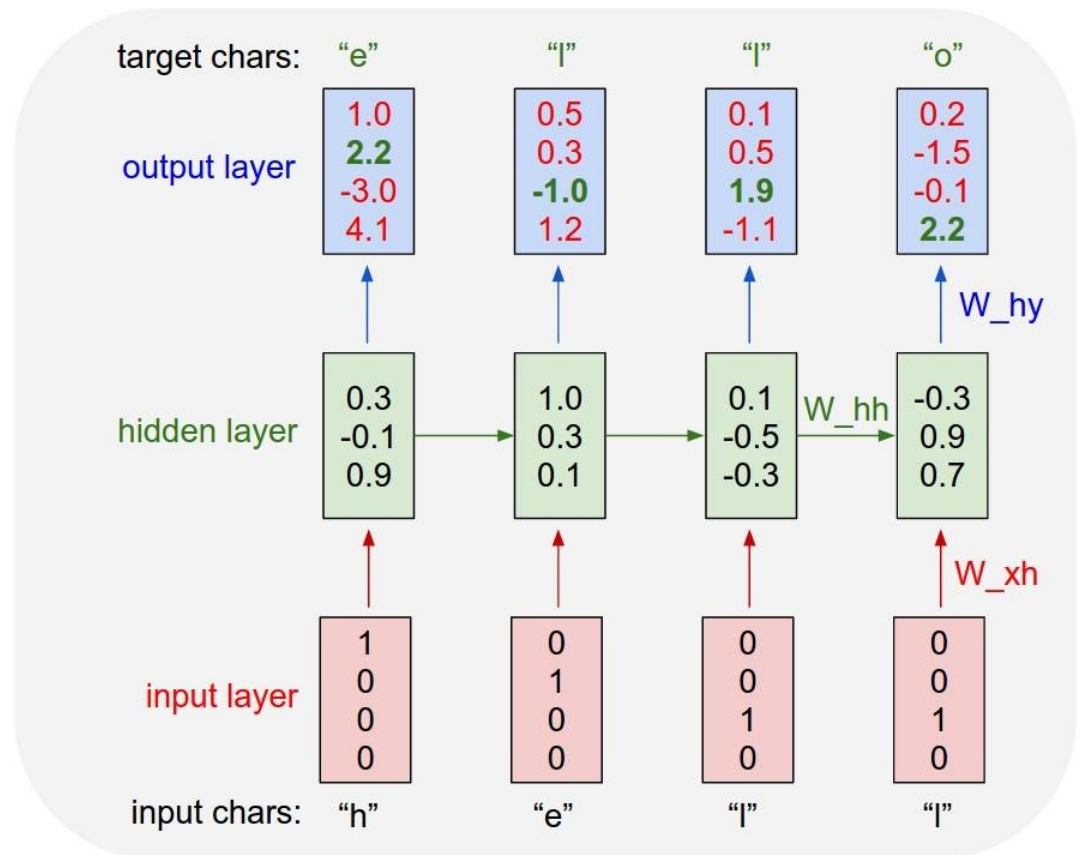 target chars: “e” “l” “l” “o”
output layer
1.0 0.5 0.1 0.2
2.2 0.3 0.5 -1.5
-3.0 -1.0 1.9 -0.1
4.1 1.2 -1.1 2.2
W_hy
hidden layer
0.3 1.0 0.1 -0.3
-0.1 0.3 -0.5 0.9
0.9 0.1 -0.3 0.7
W_hh
W_xh
input layer
1 0 0 0
0 1 0 0
0 0 1 1
0 0 0 0
input chars: “h” “e” “l” “l”